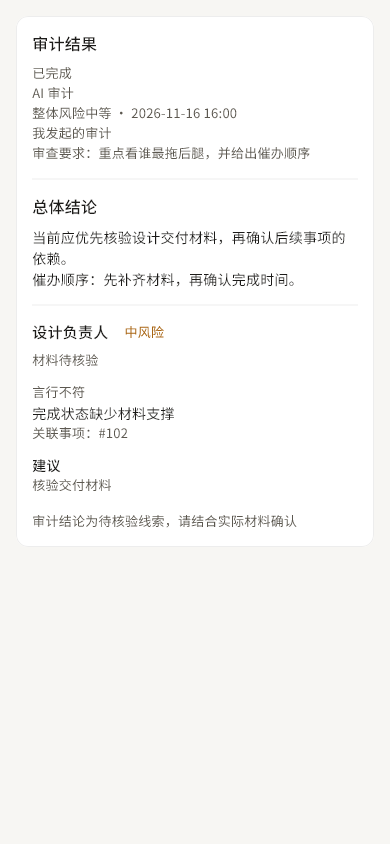 审计结果
已完成
AI 审计
整体风险中等 · 2026-11-16 16:00
我发起的审计
审查要求：重点看谁最拖后腿，并给出催办顺序
总体结论
当前应优先核验设计交付材料，再确认后续事项的
依赖。
催办顺序：先补齐材料，再确认完成时间。
设计负责人 中风险
材料待核验
言行不符
完成状态缺少材料支撑
关联事项：#102
建议
核验交付材料
审计结论为待核验线索，请结合实际材料确认